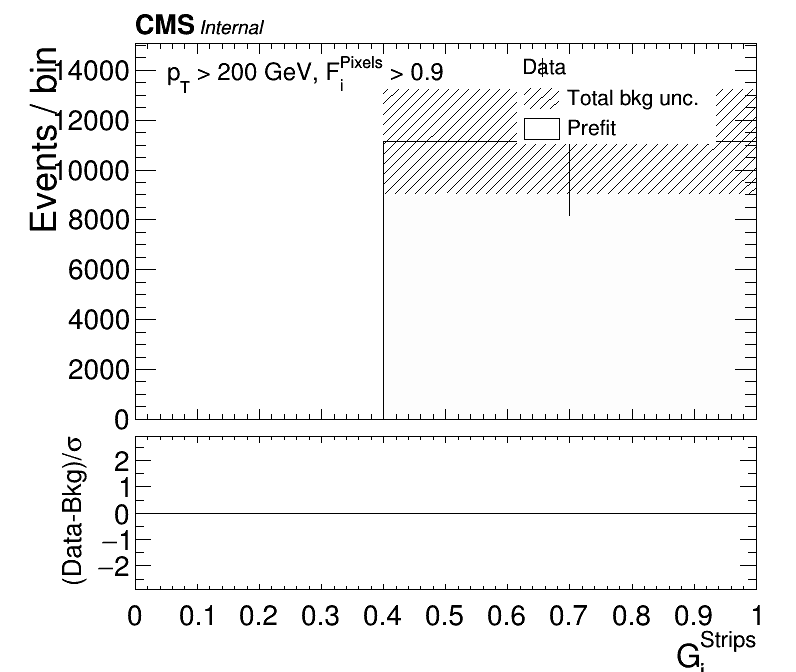 CMS Internal
p_T > 200 GeV, F_i^Pixels > 0.9
Data
Total bkg unc.
Prefit
Events / bin
14000
12000
10000
8000
6000
4000
2000
0
(Data-Bkg)/σ
2
1
0
−1
−2
0 0.1 0.2 0.3 0.4 0.5 0.6 0.7 0.8 0.9 1
G_i^Strips